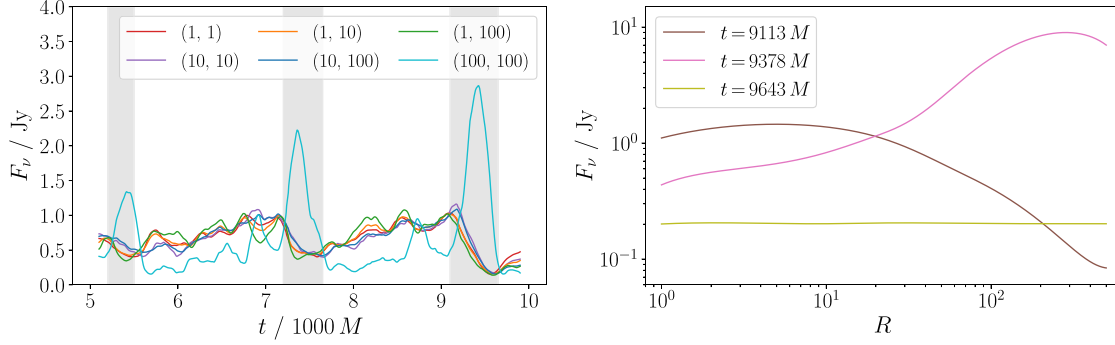 4.0
3.5
3.0
2.5
2.0
1.5
1.0
0.5
0.0
F_ν / Jy
(1, 1) (1, 10) (1, 100)
(10, 10) (10, 100) (100, 100)
5 6 7 8 9 10
t / 1000 M
10^1
10^0
10^−1
F_ν / Jy
t = 9113 M
t = 9378 M
t = 9643 M
10^0 10^1 10^2
R